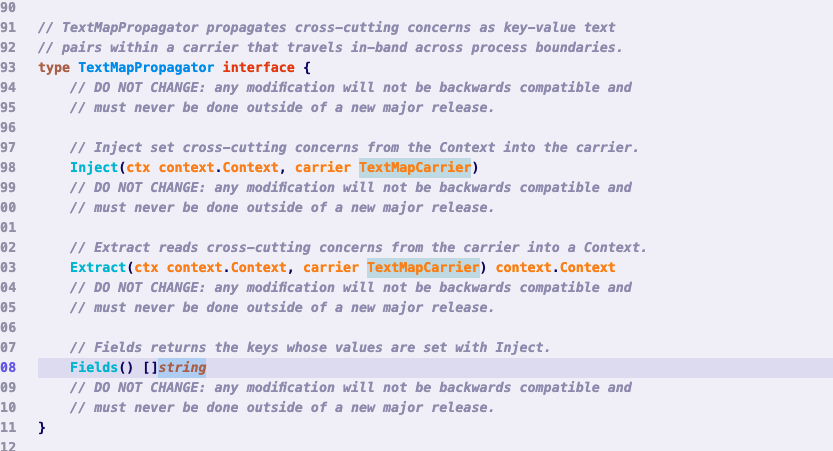 90
91 // TextMapPropagator propagates cross-cutting concerns as key-value text
92 // pairs within a carrier that travels in-band across process boundaries.
93 type TextMapPropagator interface {
94 // DO NOT CHANGE: any modification will not be backwards compatible and
95 // must never be done outside of a new major release.
96
97 // Inject set cross-cutting concerns from the Context into the carrier.
98 Inject(ctx context.Context, carrier TextMapCarrier)
99 // DO NOT CHANGE: any modification will not be backwards compatible and
00 // must never be done outside of a new major release.
01
02 // Extract reads cross-cutting concerns from the carrier into a Context.
03 Extract(ctx context.Context, carrier TextMapCarrier) context.Context
04 // DO NOT CHANGE: any modification will not be backwards compatible and
05 // must never be done outside of a new major release.
06
07 // Fields returns the keys whose values are set with Inject.
08 Fields() []string
09 // DO NOT CHANGE: any modification will not be backwards compatible and
10 // must never be done outside of a new major release.
11 }
12